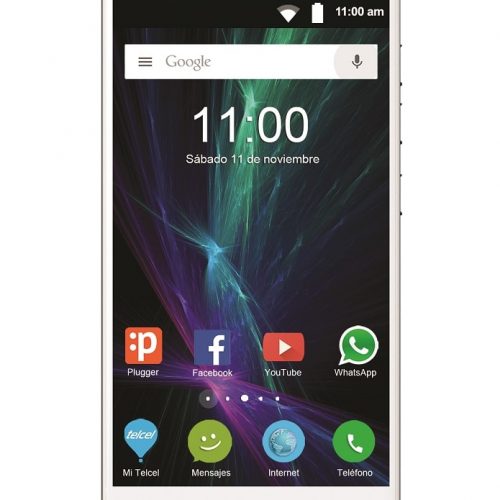 11:00 am
Google
11:00
Sábado 11 de noviembre
:p
f
Plugger
Facebook
YouTube
WhatsApp
telcel
Mi Telcel
Mensajes
Internet
Teléfono